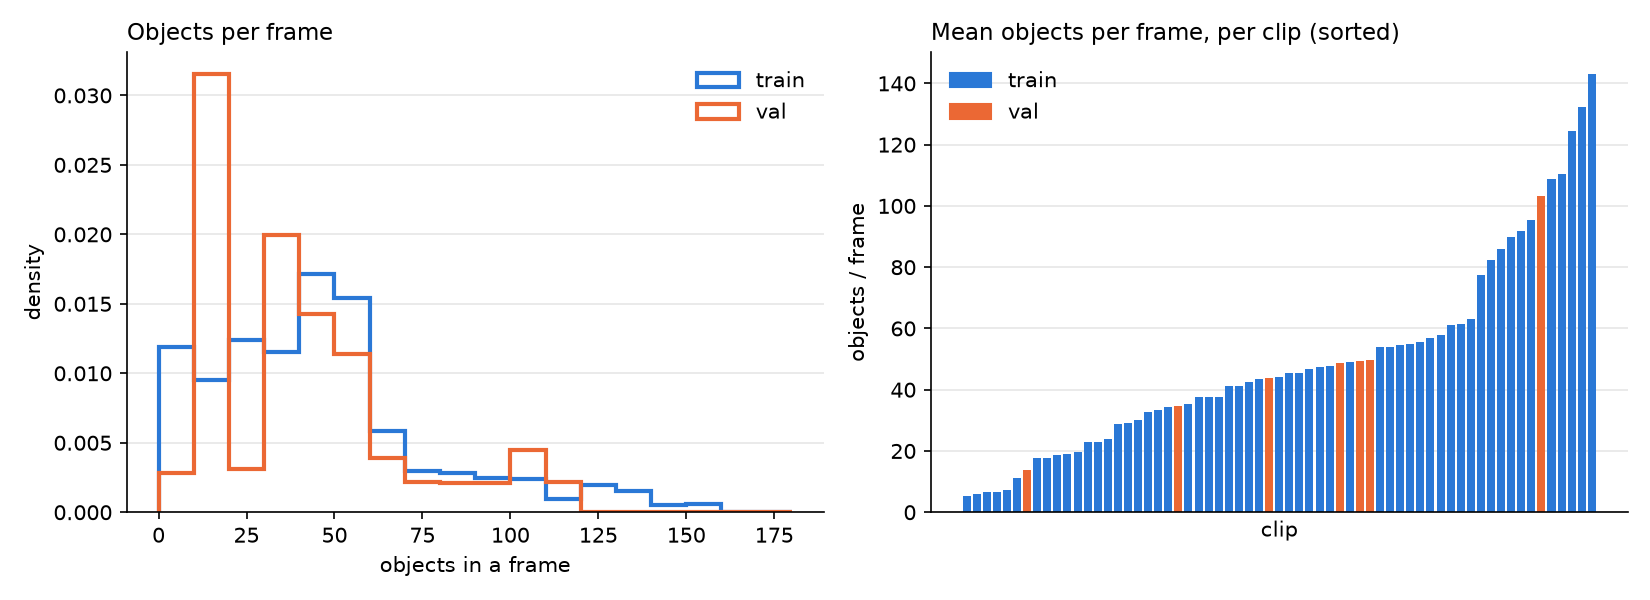 Objects per frame
train
val
density
0.030
0.025
0.020
0.015
0.010
0.005
0.000
0
25
50
75
100
125
150
175
objects in a frame
Mean objects per frame, per clip (sorted)
train
val
objects / frame
140
120
100
80
60
40
20
0
clip